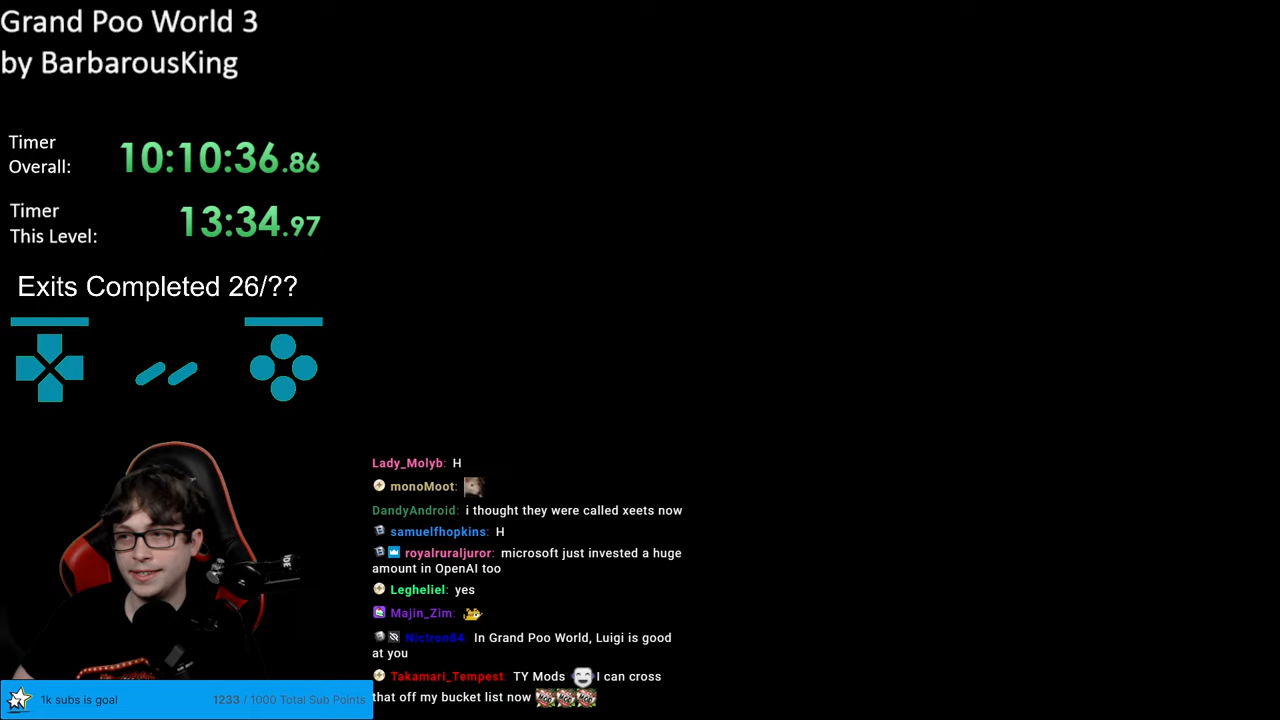 Grand Poo World 3
by BarbarousKing
Timer
Overall:
10:10:36.86
Timer
This Level:
13:34.97
Exits Completed 26/??
Lady_Molyb: H
monoMoot:
DandyAndroid: i thought they were called xeets now
samuelfhopkins: H
royalruraljuror: microsoft just invested a huge
amount in OpenAI too
Legheliel: yes
Majin_Zim:
Nictron84: In Grand Poo World, Luigi is good
at you
Takamari_Tempest: TY Mods I can cross
that off my bucket list now
1k subs is goal
1233 / 1000 Total Sub Points